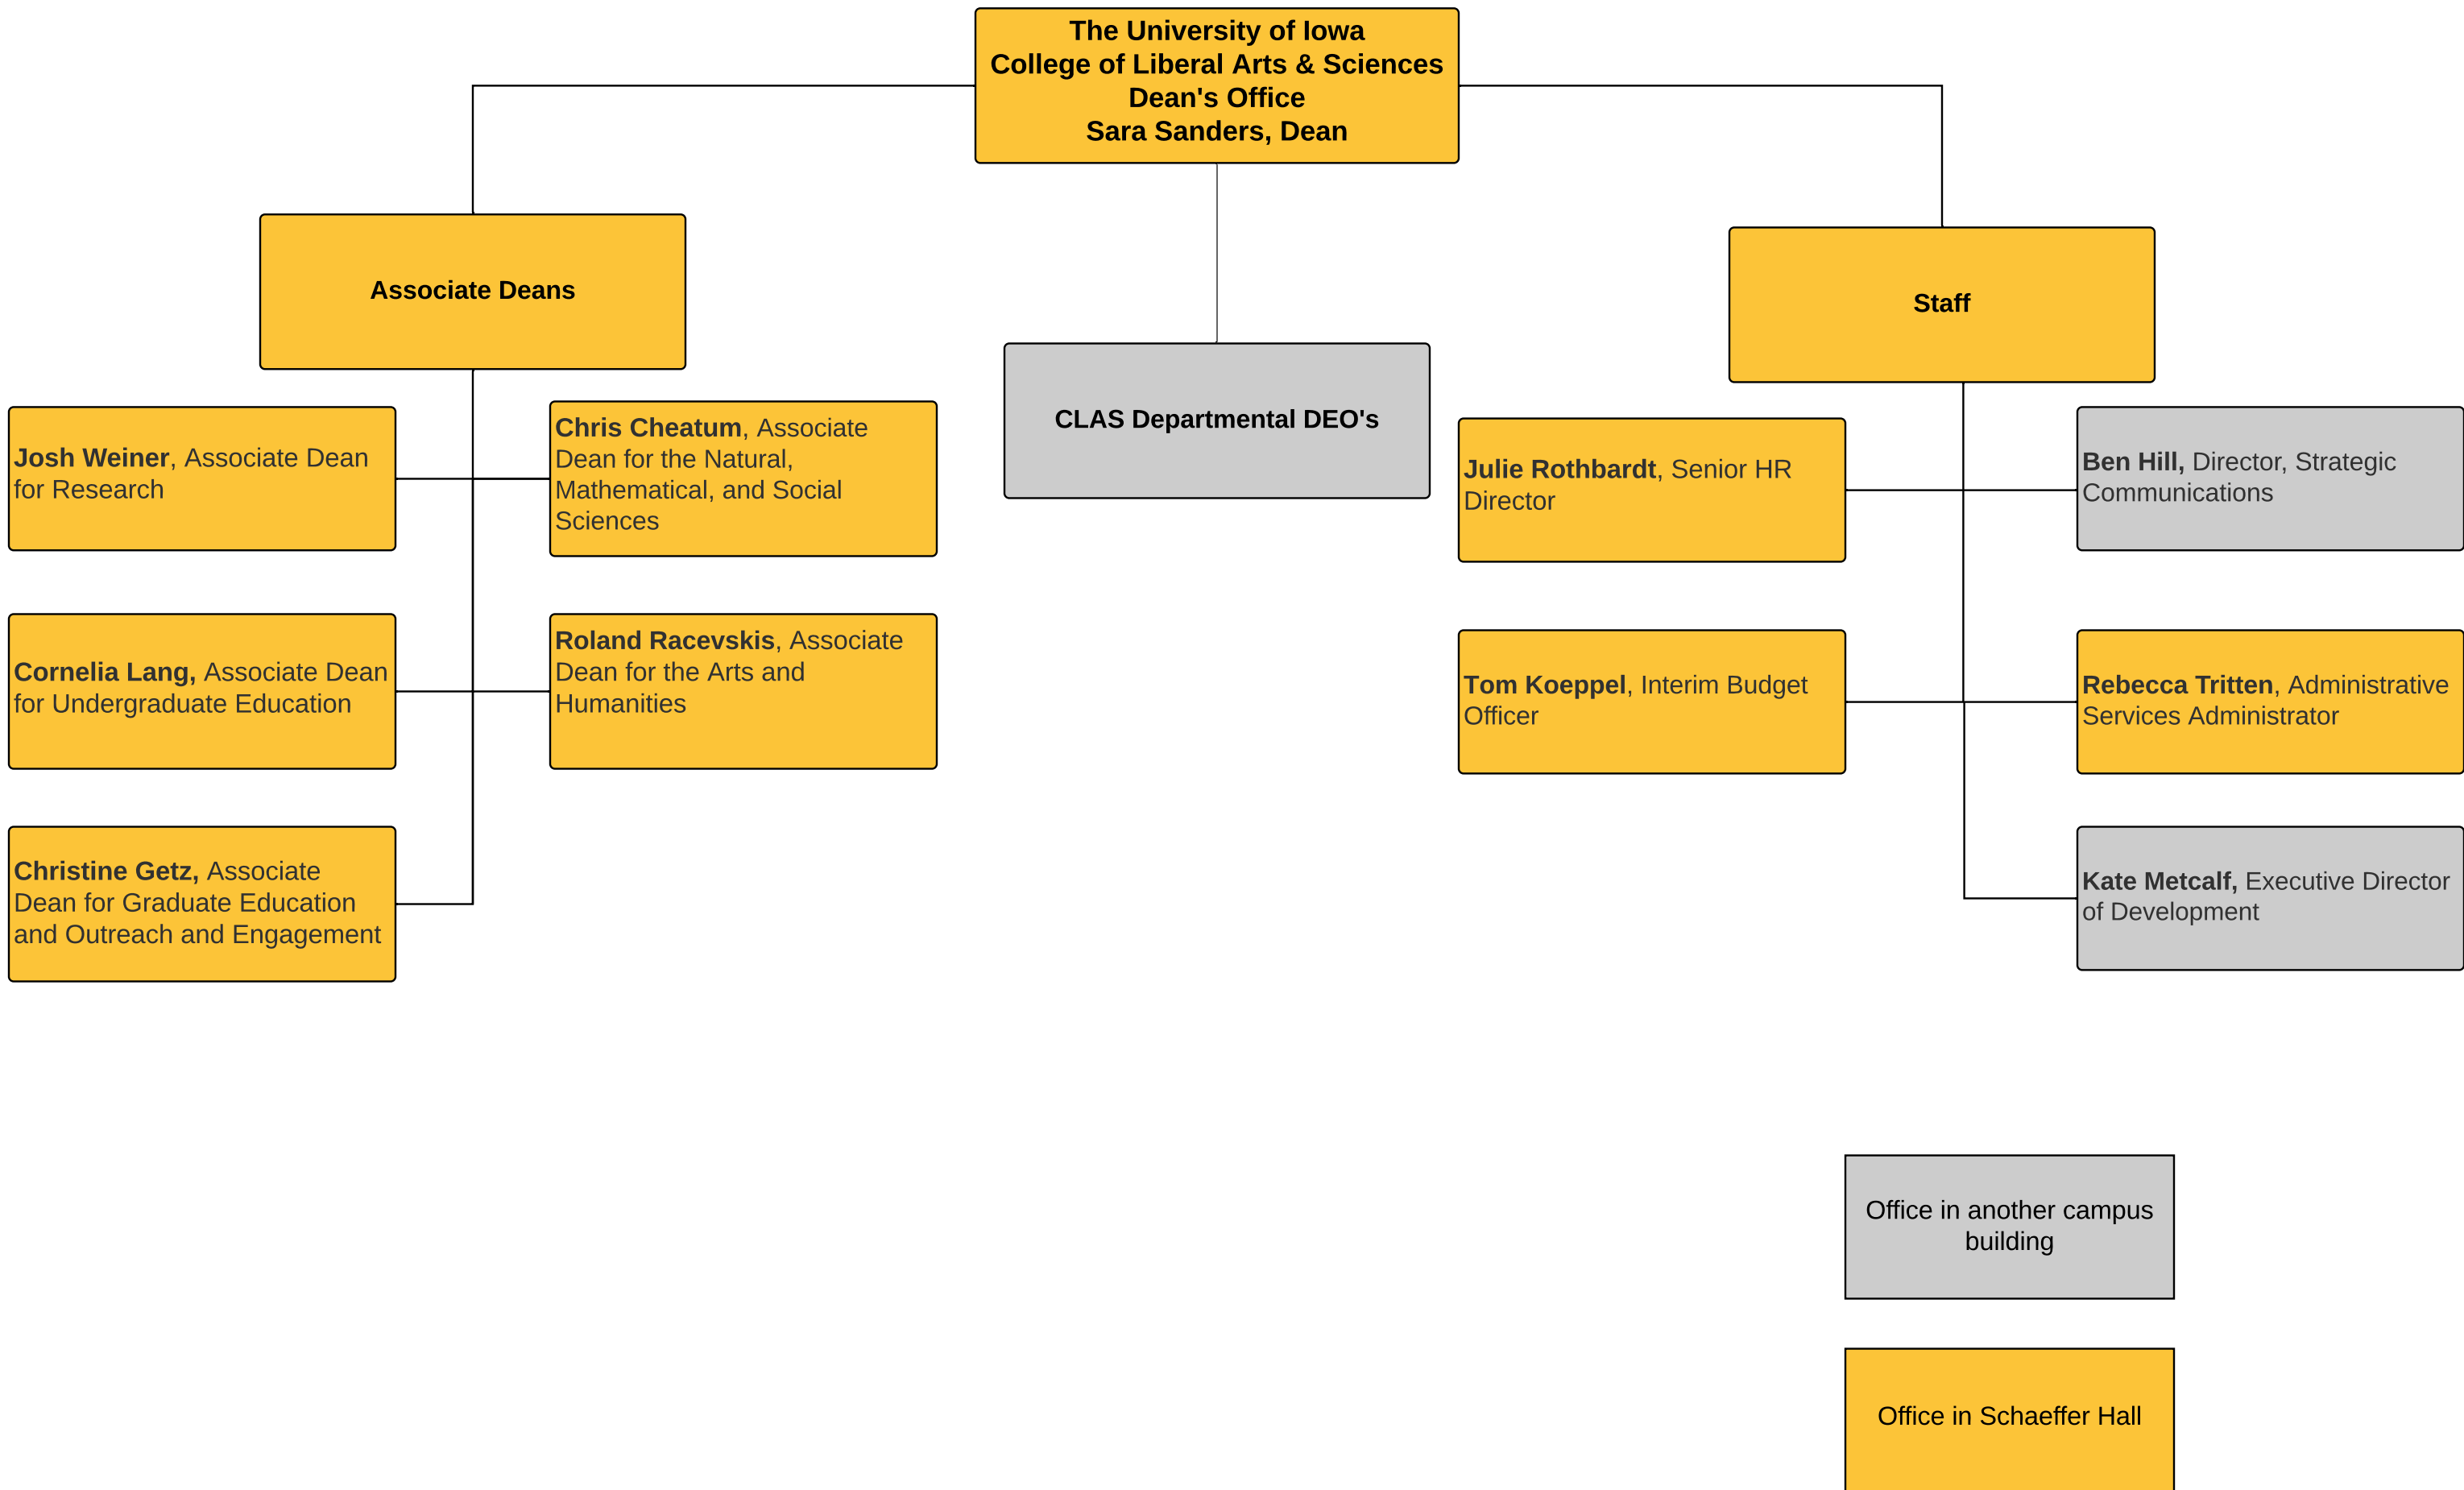 The University of Iowa
College of Liberal Arts & Sciences
Dean's Office
Sara Sanders, Dean
Associate Deans
Staff
CLAS Departmental DEO's
Josh Weiner, Associate Dean
for Research
Chris Cheatum, Associate
Dean for the Natural,
Mathematical, and Social
Sciences
Cornelia Lang, Associate Dean
for Undergraduate Education
Roland Racevskis, Associate
Dean for the Arts and
Humanities
Christine Getz, Associate
Dean for Graduate Education
and Outreach and Engagement
Julie Rothbardt, Senior HR
Director
Ben Hill, Director, Strategic
Communications
Tom Koeppel, Interim Budget
Officer
Rebecca Tritten, Administrative
Services Administrator
Kate Metcalf, Executive Director
of Development
Office in another campus
building
Office in Schaeffer Hall